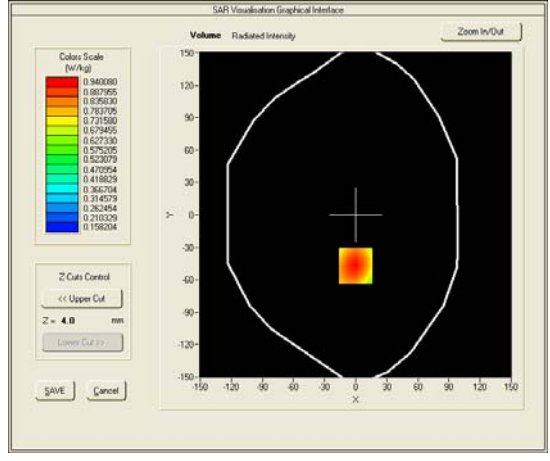 SAR Visualisation Graphical Interface
Volume Radiated Intensity
Zoom In/Out
Colors Scale
(W/kg)
0.940080
0.887955
0.835830
0.783705
0.731580
0.679455
0.627330
0.575205
0.523079
0.470954
0.418829
0.366704
0.314579
0.262454
0.210329
0.158204
Z-Cuts Control
<< Upper Cut
Z = 4.0 mm
Lower Cut >>
SAVE Cancel
150-
120-
90-
60-
30-
0-
-30-
-60-
-90-
-120-
-150-
Y
-150 -120 -90 -60 -30 0 30 60 90 120 150
X